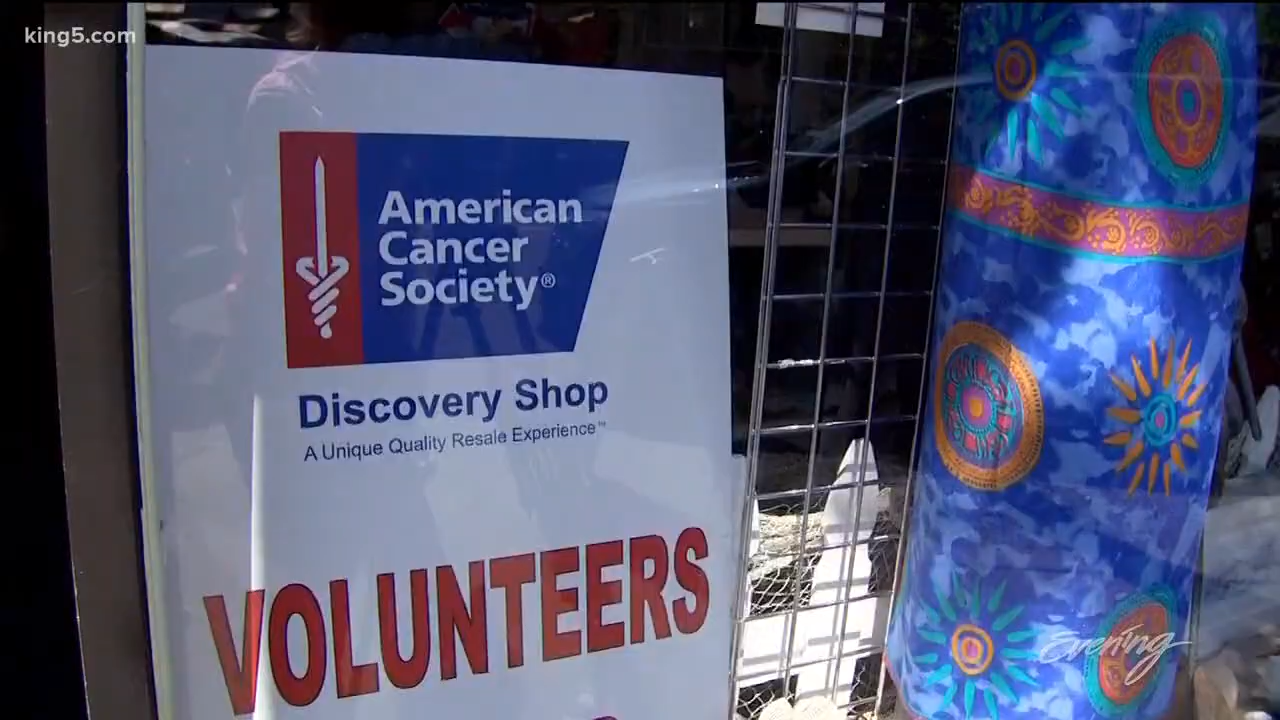 king5.com
American
Cancer
Society®
Discovery Shop
A Unique Quality Resale Experience™
VOLUNTEERS
Evening